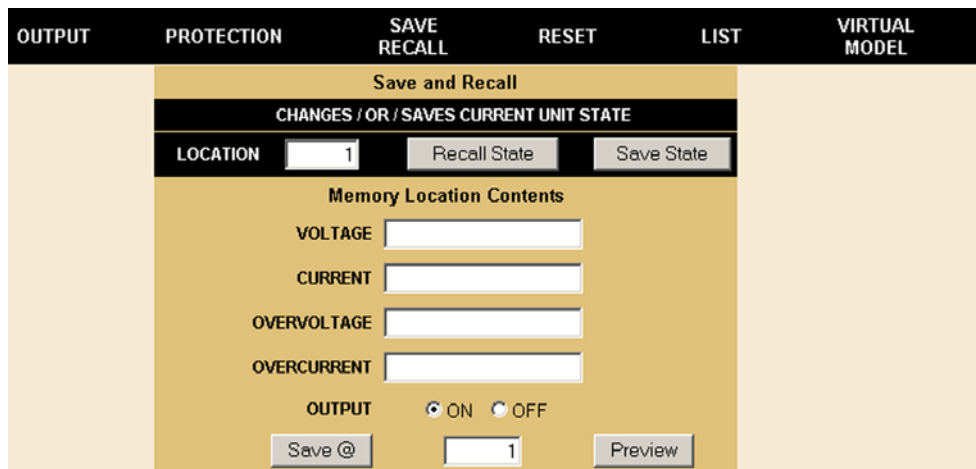 OUTPUT PROTECTION SAVE RECALL RESET LIST VIRTUAL MODEL
Save and Recall
CHANGES / OR / SAVES CURRENT UNIT STATE
LOCATION 1 Recall State Save State
Memory Location Contents
VOLTAGE
CURRENT
OVERVOLTAGE
OVERCURRENT
OUTPUT ON OFF
Save @ 1 Preview